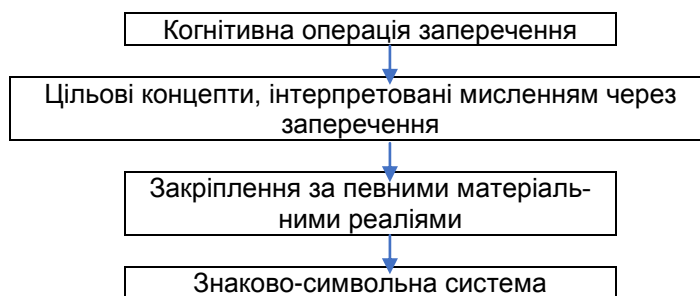 Когнітивна операція заперечення
Цільові концепти, інтерпретовані мисленням через
заперечення
Закріплення за певними матеріаль-
ними реаліями
Знаково-символьна система